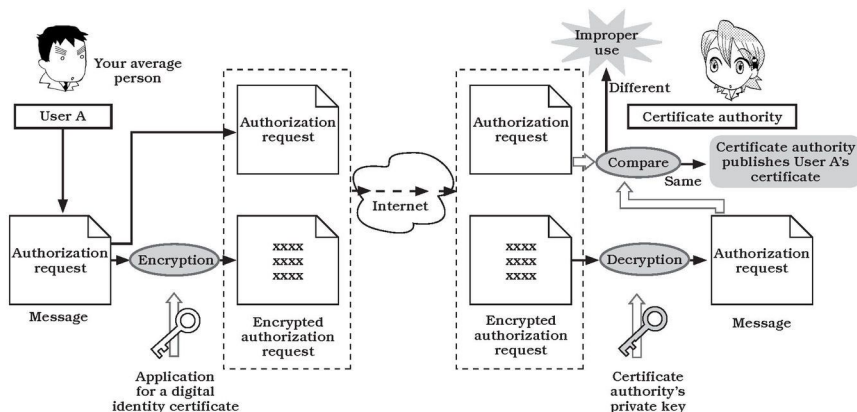 Your average
person
User A
Authorization
request
Message
Encryption
Application
for a digital
identity certificate
Authorization
request
xxxx
xxxx
xxxx
Encrypted
authorization
request
Internet
Authorization
request
xxxx
xxxx
xxxx
Encrypted
authorization
request
Improper
use
Different
Certificate authority
Compare
Same
Certificate authority
publishes User A's
certificate
Decryption
Certificate
authority's
private key
Authorization
request
Message